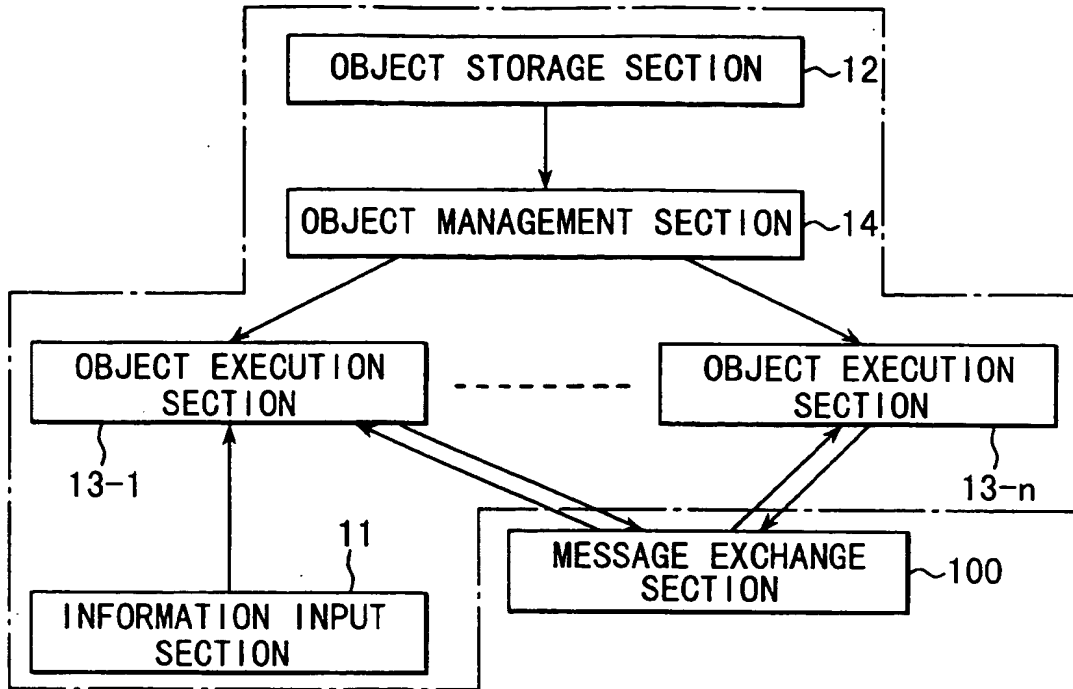 OBJECT STORAGE SECTION
12
OBJECT MANAGEMENT SECTION
14
OBJECT EXECUTION
SECTION
13-1
OBJECT EXECUTION
SECTION
13-n
11
INFORMATION INPUT
SECTION
MESSAGE EXCHANGE
SECTION
100